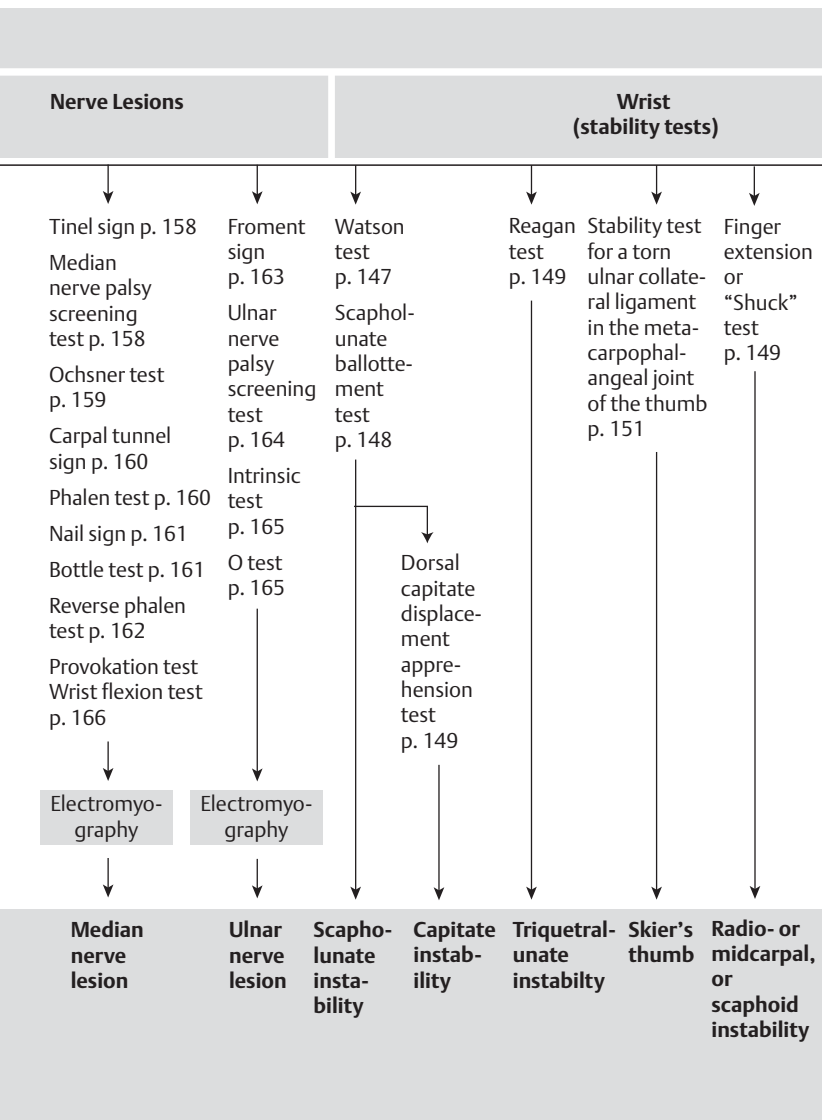 Nerve Lesions
Wrist
(stability tests)
Tinel sign p. 158
Median
nerve palsy
screening
test p. 158
Ochsner test
p. 159
Carpal tunnel
sign p. 160
Phalen test p. 160
Nail sign p. 161
Bottle test p. 161
Reverse phalen
test p. 162
Provokation test
Wrist flexion test
p. 166
Froment
sign
p. 163
Ulnar
nerve
palsy
screening
test
p. 164
Intrinsic
test
p. 165
O test
p. 165
Watson
test
p. 147
Scaphol-
unate
ballotte-
ment
test
p. 148
Dorsal
capitate
displace-
ment
appre-
hension
test
p. 149
Reagan
test
p. 149
Stability test
for a torn
ulnar collate-
ral ligament
in the meta-
carpophal-
angeal joint
of the thumb
p. 151
Finger
extension
or
“Shuck”
test
p. 149
Electromyo-
graphy
Electromyo-
graphy
Median
nerve
lesion
Ulnar
nerve
lesion
Scapho-
lunate
insta-
bility
Capitate
instab-
ility
Triquetral-
unate
instabilty
Skier’s
thumb
Radio- or
midcarpal,
or
scaphoid
instability